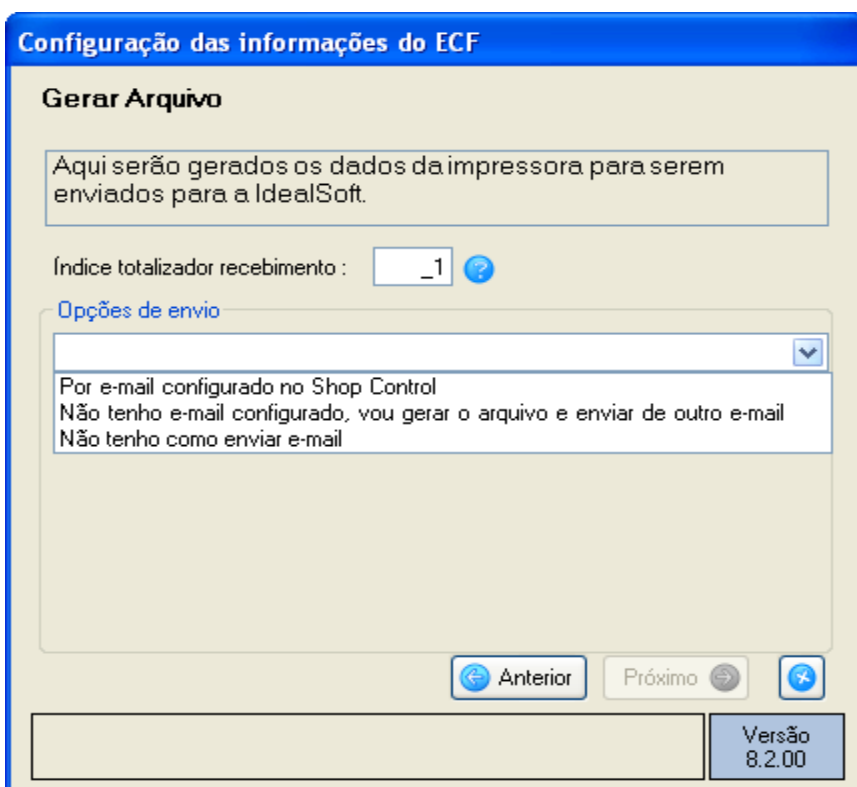 Configuração das informações do ECF
Gerar Arquivo
Aqui serão gerados os dados da impressora para serem
enviados para a IdealSoft.
Índice totalizador recebimento : _1 ?
Opções de envio
Por e-mail configurado no Shop Control
Não tenho e-mail configurado, vou gerar o arquivo e enviar de outro e-mail
Não tenho como enviar e-mail
Anterior Próximo
Versão
8.2.00